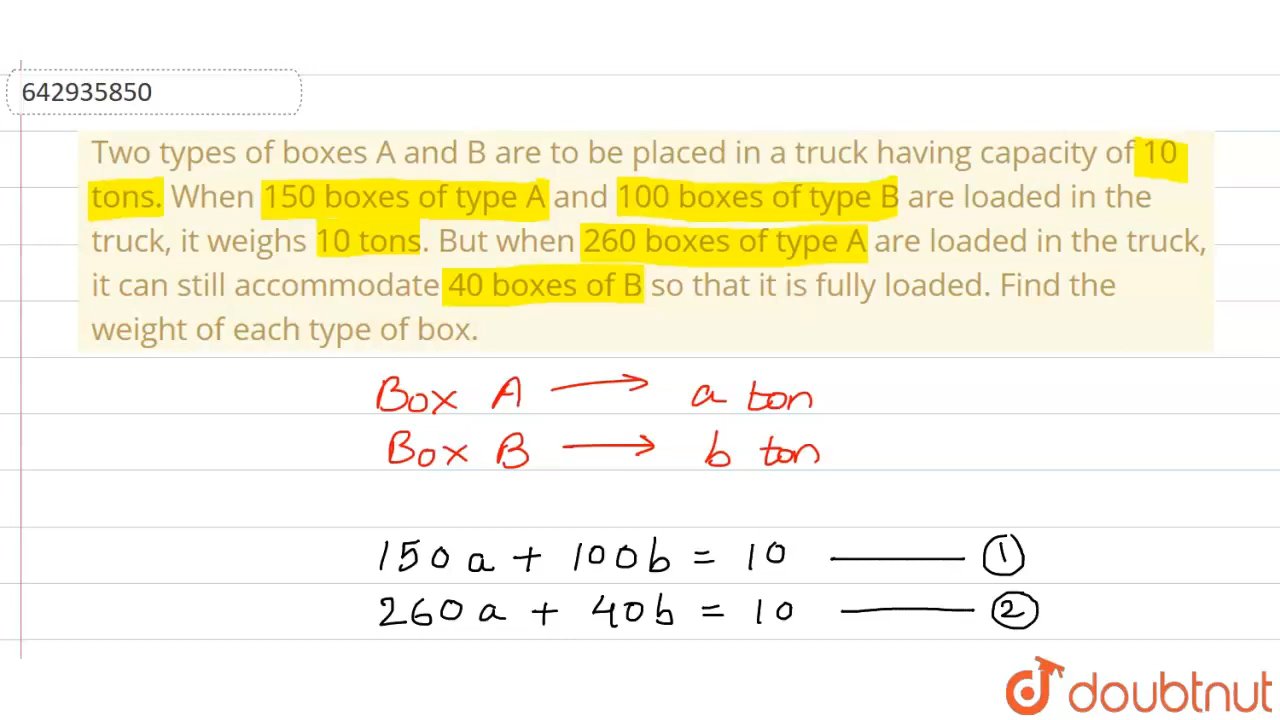 642935850
Two types of boxes A and B are to be placed in a truck having capacity of 10
tons. When 150 boxes of type A and 100 boxes of type B are loaded in the
truck, it weighs 10 tons. But when 260 boxes of type A are loaded in the truck,
it can still accommodate 40 boxes of B so that it is fully loaded. Find the
weight of each type of box.
Box A → a ton
Box B → b ton
150a + 100b = 10 —— ①
260a + 40b = 10 —— ②
doubtnut